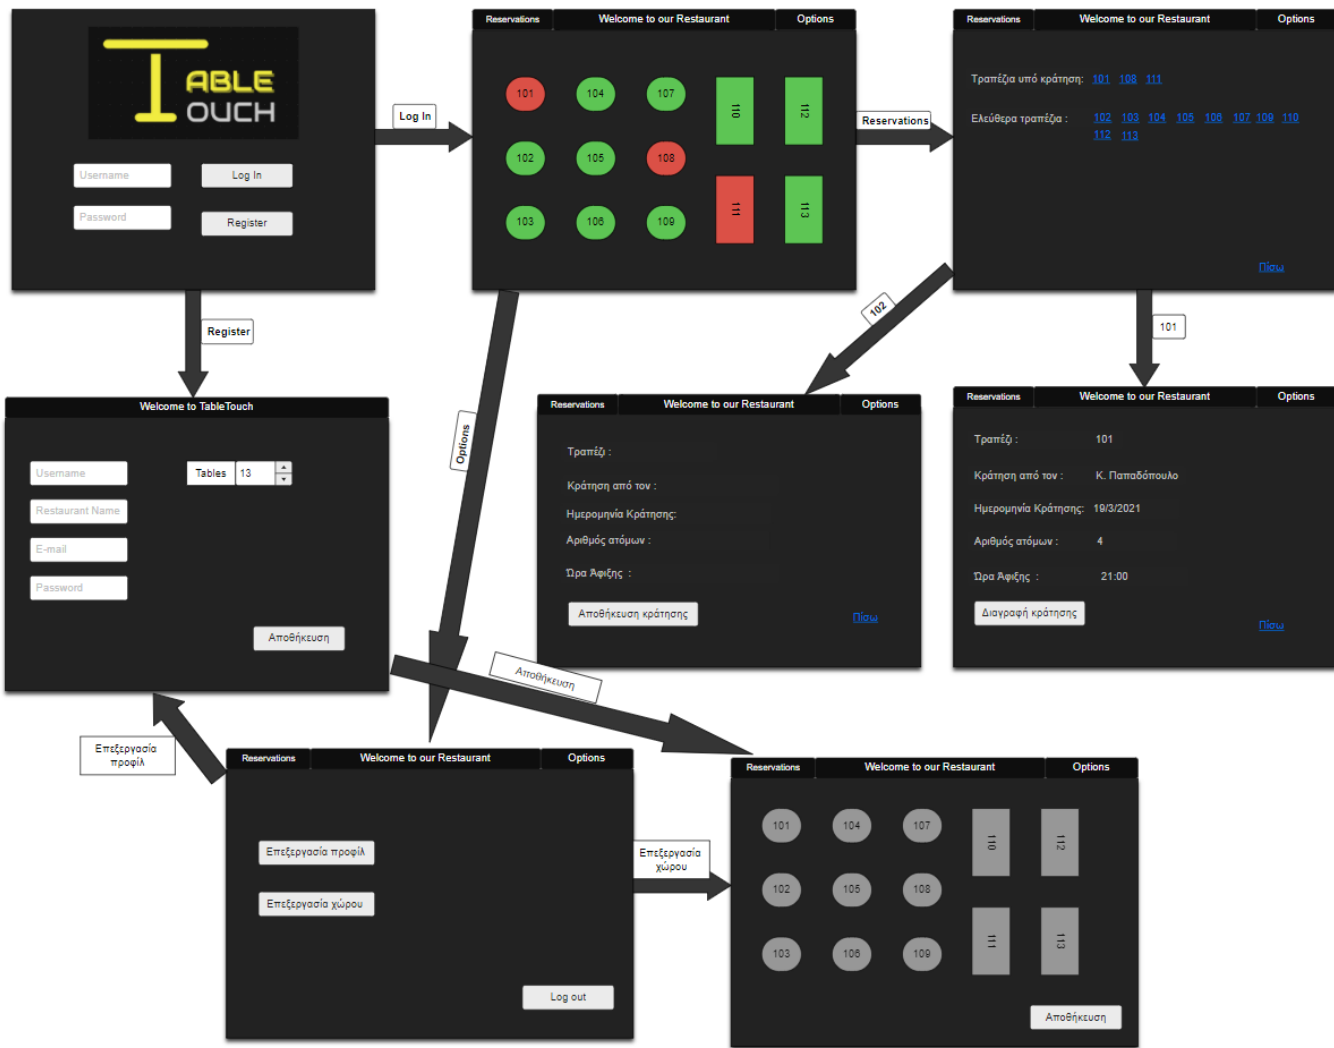 TABLE
TOUCH
Username
Log In
Password
Register
Log In
Reservations Welcome to our Restaurant Options
101 104 107 110 112
102 105 108
103 106 109 111 113
Reservations
Reservations Welcome to our Restaurant Options
Τραπέζια υπό κράτηση: 101 108 111
Ελεύθερα τραπέζια : 102 103 104 105 106 107 109 110
112 113
Πίσω
Register
102
101
Options
Welcome to TableTouch
Username
Tables 13
Restaurant Name
E-mail
Password
Αποθήκευση
Reservations Welcome to our Restaurant Options
Τραπέζι :
Κράτηση από τον :
Ημερομηνία Κράτησης:
Αριθμός ατόμων :
Ώρα Άφιξης :
Αποθήκευση κράτησης
Πίσω
Reservations Welcome to our Restaurant Options
Τραπέζι : 101
Κράτηση από τον : Κ. Παπαδόπουλο
Ημερομηνία Κράτησης: 19/3/2021
Αριθμός ατόμων : 4
Ώρα Άφιξης : 21:00
Διαγραφή κράτησης
Πίσω
Αποθήκευση
Επεξεργασία
προφίλ
Reservations Welcome to our Restaurant Options
Επεξεργασία προφίλ
Επεξεργασία χώρου
Log out
Επεξεργασία
χώρου
Reservations Welcome to our Restaurant Options
101 104 107 110 112
102 105 108
103 106 109 111 113
Αποθήκευση